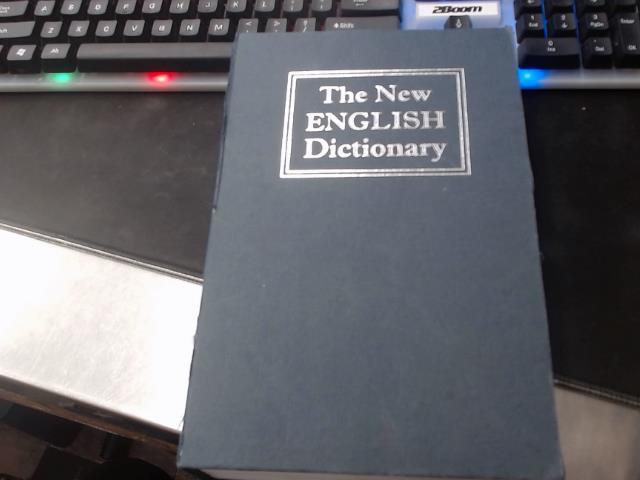 2Boom
The New
ENGLISH
Dictionary